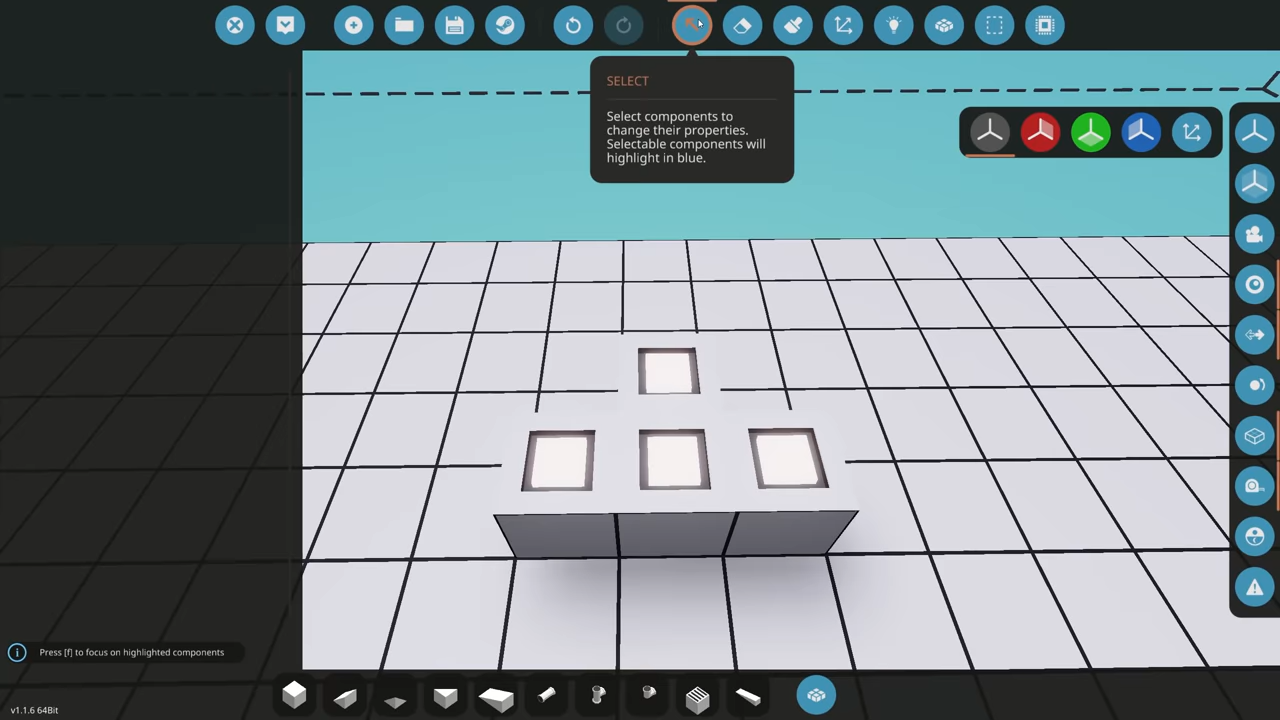 SELECT
Select components to
change their properties.
Selectable components will
highlight in blue.
Press [f] to focus on highlighted components
v1.1.6 64Bit